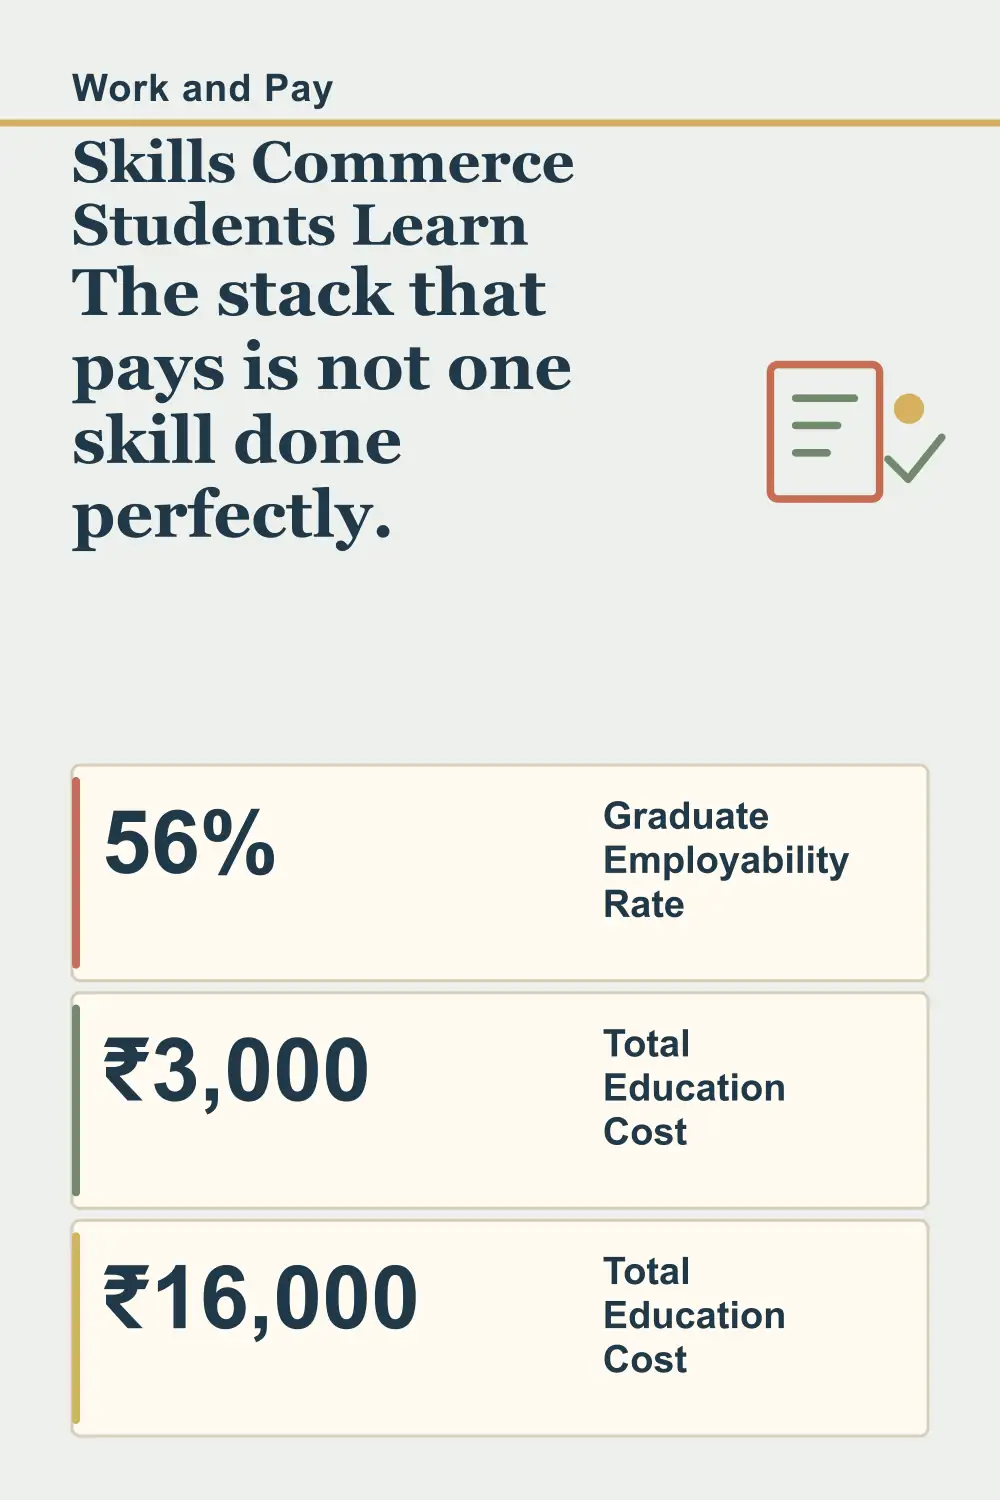 Work and Pay
Skills Commerce
Students Learn
The stack that
pays is not one
skill done
perfectly.
56%
Graduate
Employability
Rate
₹3,000
Total
Education
Cost
₹16,000
Total
Education
Cost